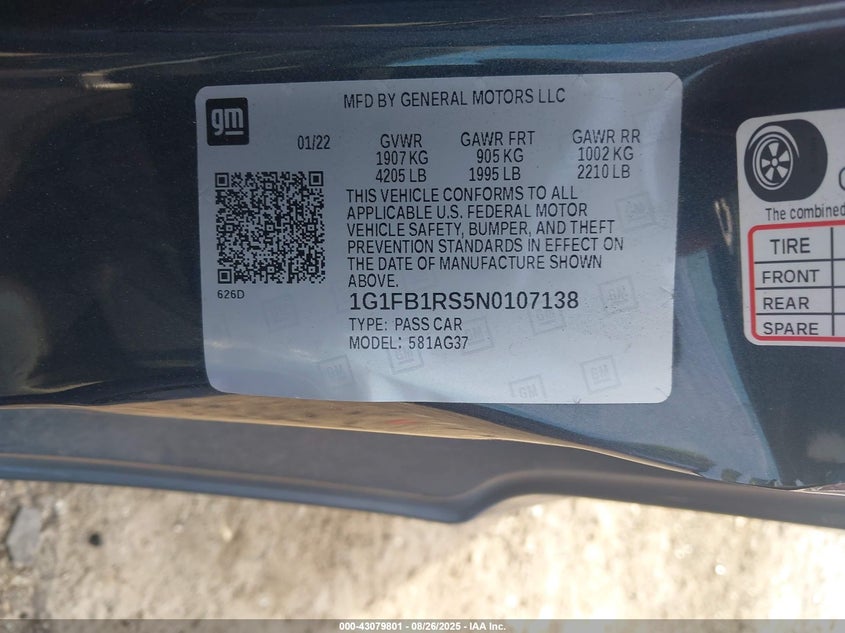 gm
MFD BY GENERAL MOTORS LLC
01/22
GVWR GAWR FRT GAWR RR
1907 KG 905 KG 1002 KG
4205 LB 1995 LB 2210 LB
THIS VEHICLE CONFORMS TO ALL
APPLICABLE U.S. FEDERAL MOTOR
VEHICLE SAFETY, BUMPER, AND THEFT
PREVENTION STANDARDS IN EFFECT ON
THE DATE OF MANUFACTURE SHOWN
ABOVE.
626D
1G1FB1RS5N0107138
TYPE: PASS CAR
MODEL: 581AG37
GM
GM
GM
The combined
TIRE
FRONT
REAR
SPARE
000-43079801 - 08/26/2025 - IAA Inc.